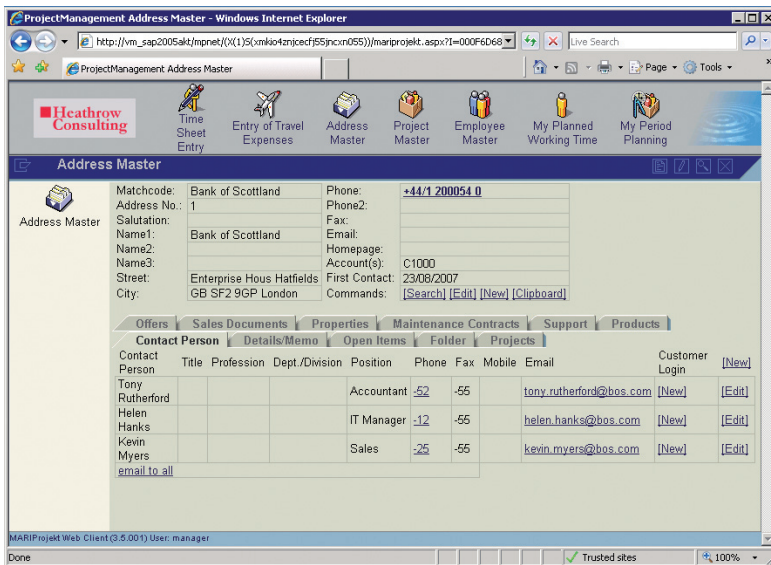 ProjectManagement Address Master - Windows Internet Explorer
http://vm_sap2005akt/mpnet/(X(1)S(xmkio4znjcecfj55jncxn055))/mariprojekt.aspx?I=000F6D68
Live Search
ProjectManagement Address Master
Page
Tools
Heathrow Consulting
Time Sheet Entry
Entry of Travel Expenses
Address Master
Project Master
Employee Master
My Planned Working Time
My Period Planning
Address Master
Address Master
Matchcode: Bank of Scottland Phone: +44/1 200054 0
Address No.: 1 Phone2:
Salutation: Fax:
Name1: Bank of Scottland Email:
Name2: Homepage:
Name3: Account(s): C1000
Street: Enterprise Hous Hatfields First Contact: 23/08/2007
City: GB SF2 9GP London Commands: [Search] [Edit] [New] [Clipboard]
Offers Sales Documents Properties Maintenance Contracts Support Products
Contact Person Details/Memo Open Items Folder Projects
Contact Person Title Profession Dept./Division Position Phone Fax Mobile Email Customer Login [New]
Tony Rutherford Accountant -52 -55 tony.rutherford@bos.com [New] [Edit]
Helen Hanks IT Manager -12 -55 helen.hanks@bos.com [New] [Edit]
Kevin Myers Sales -25 -55 kevin.myers@bos.com [New] [Edit]
email to all
MARIProjekt Web Client (3.5.001) User: manager
Done Trusted sites 100%